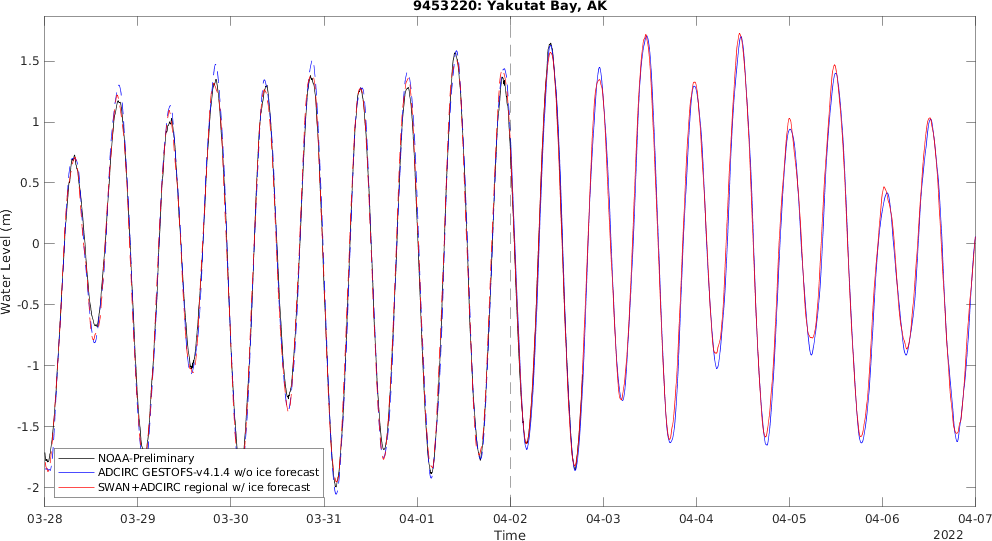 9453220: Yakutat Bay, AK
Water Level (m)
1.5
1
0.5
0
-0.5
-1
-1.5
-2
NOAA-Preliminary
ADCIRC GESTOFS-v4.1.4 w/o ice forecast
SWAN+ADCIRC regional w/ ice forecast
03-28 03-29 03-30 03-31 04-01 04-02 04-03 04-04 04-05 04-06 04-07
Time
2022